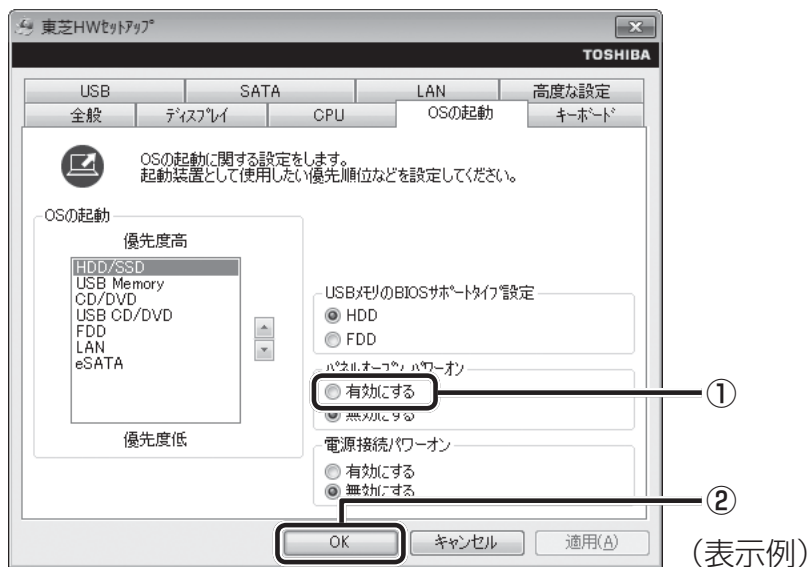 東芝HWｾｯﾄｱｯﾌﾟ
TOSHIBA
USB
SATA
LAN
高度な設定
全般
ﾃﾞｨｽﾌﾟﾚｲ
CPU
OSの起動
ｷｰﾎﾞｰﾄﾞ
OSの起動に関する設定をします。
起動装置として使用したい優先順位などを設定してください。
OSの起動
優先度高
HDD/SSD
USB Memory
CD/DVD
USB CD/DVD
FDD
LAN
eSATA
優先度低
USBﾒﾓﾘのBIOSｻﾎﾟｰﾄﾀｲﾌﾟ設定
HDD
FDD
ﾊﾟﾈﾙｵｰﾌﾟﾝ ﾊﾟﾜｰｵﾝ
有効にする
無効にする
電源接続ﾊﾟﾜｰｵﾝ
有効にする
無効にする
OK
ｷｬﾝｾﾙ
適用(A)
①
②
（表示例）